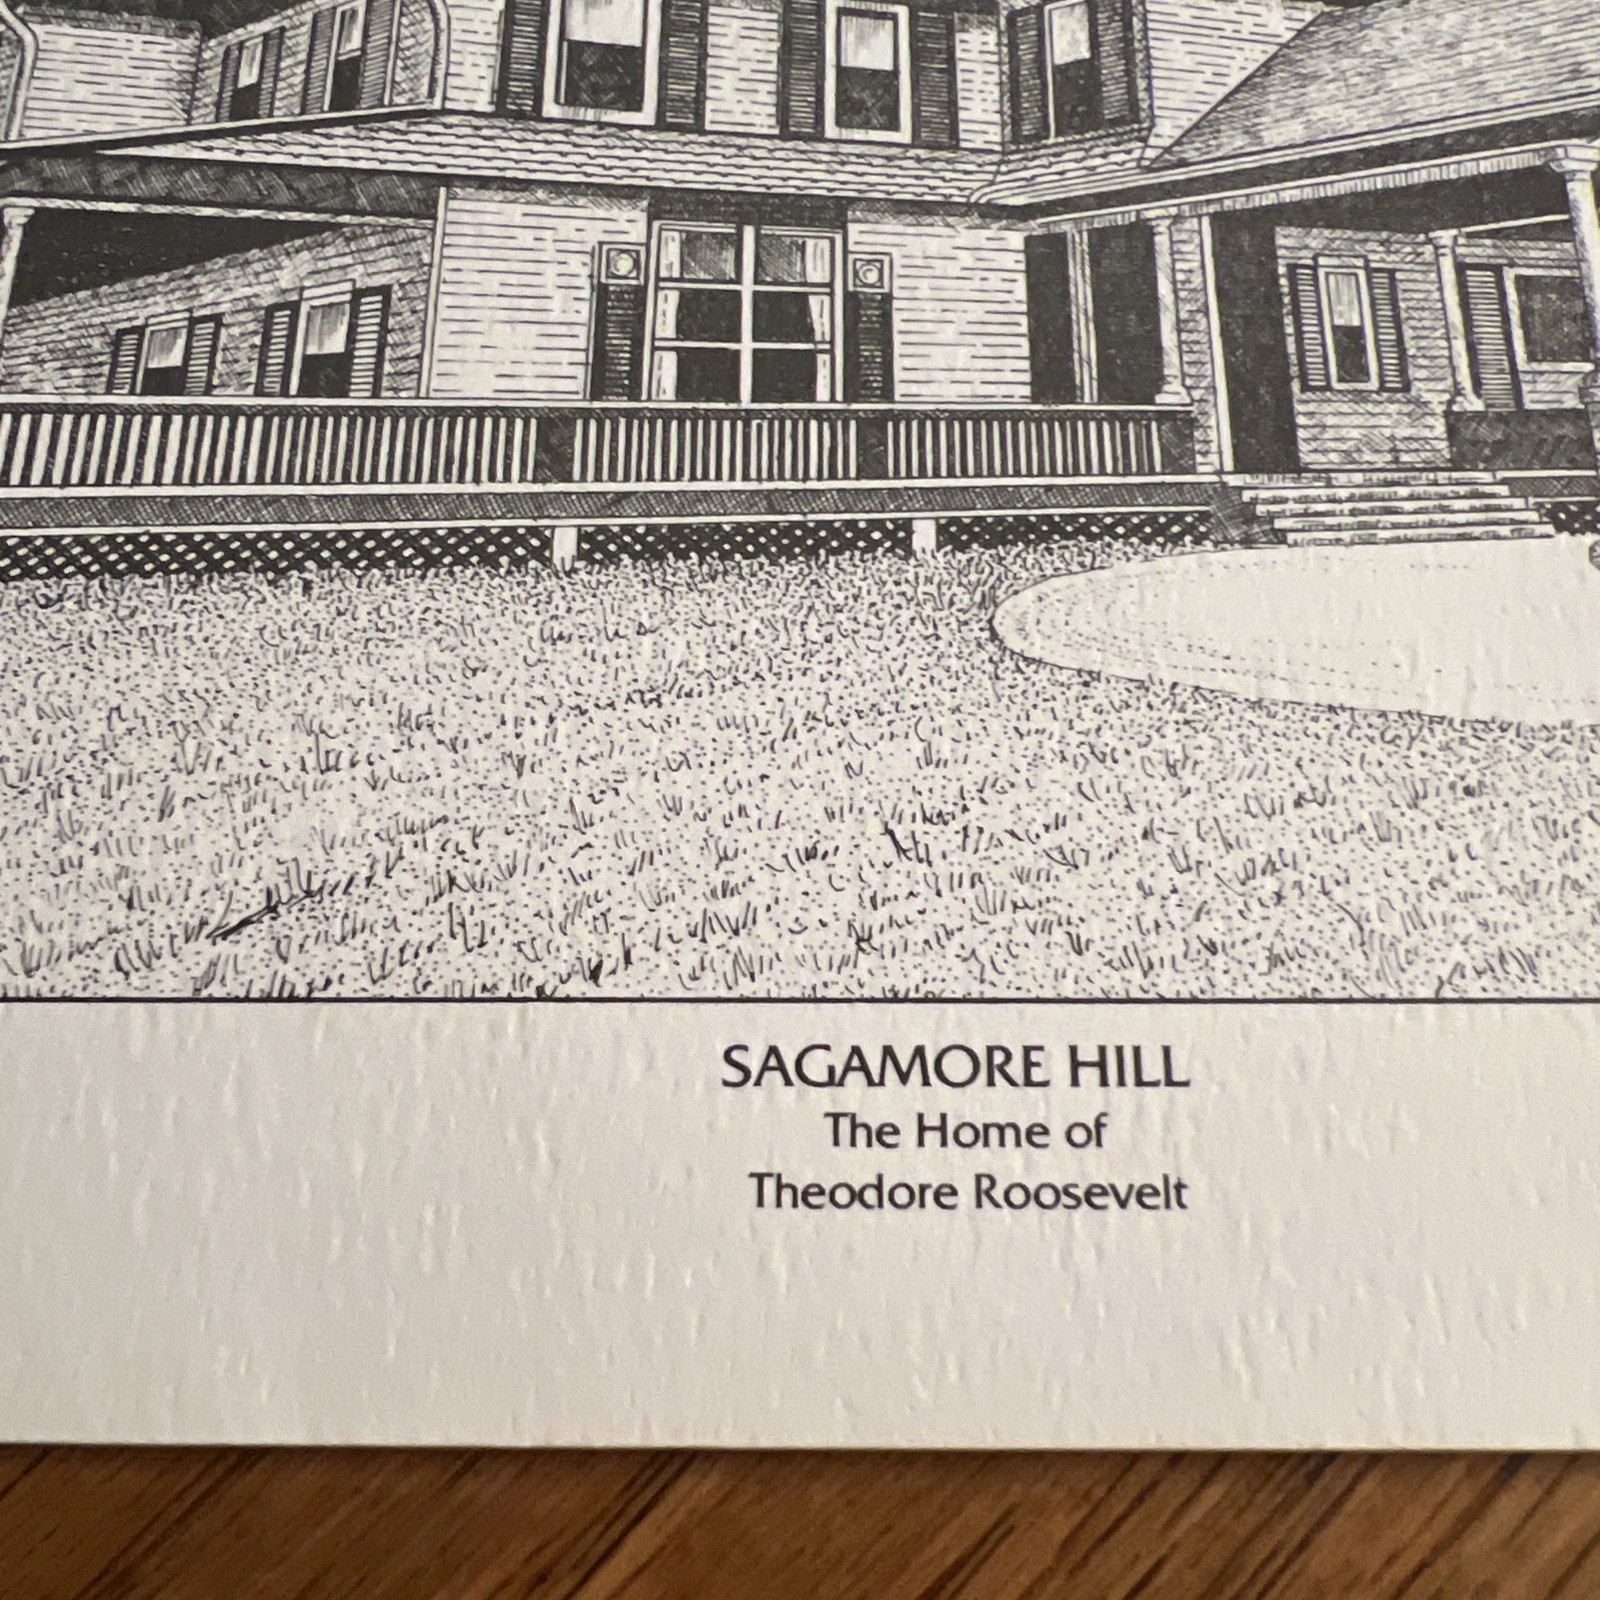 SAGAMORE HILL
The Home of
Theodore Roosevelt